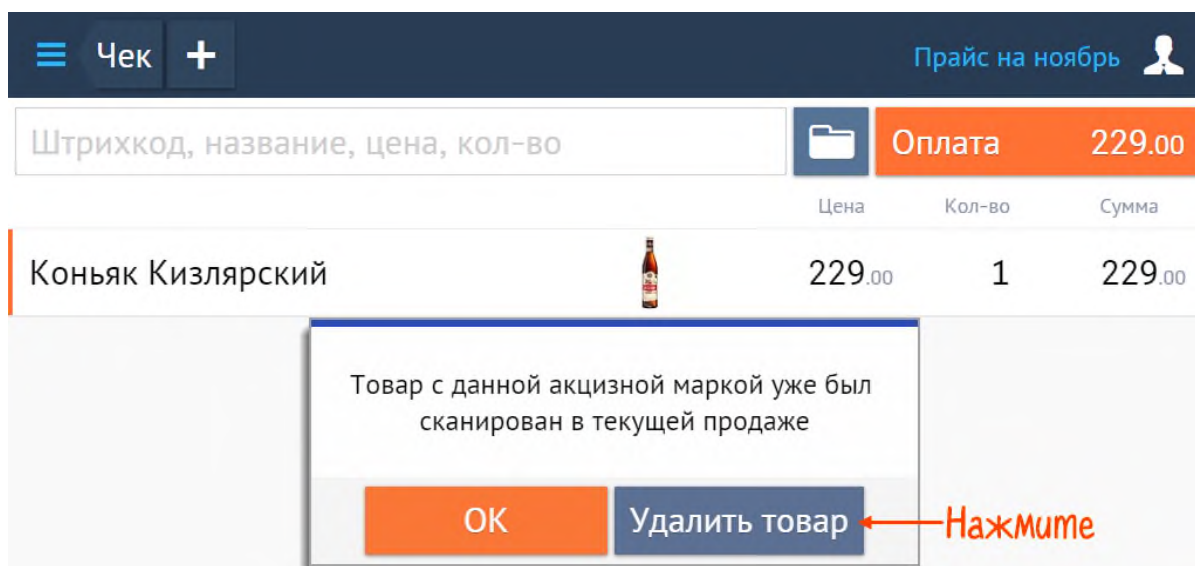 Чек +
Прайс на ноябрь
Штрихкод, название, цена, кол-во
Оплата 229.00
Цена Кол-во Сумма
Коньяк Кизлярский 229.00 1 229.00
Товар с данной акцизной маркой уже был
сканирован в текущей продаже
ОК
Удалить товар
Нажмите